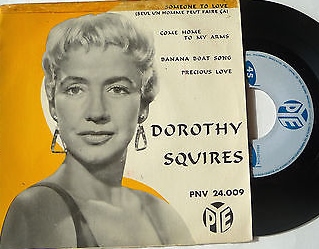 SOMEONE TO LOVE
(SEUL UN HOMME PEUT FAIRE ÇA)
COME HOME
TO MY ARMS
BANANA BOAT SONG
PRECIOUS LOVE
DOROTHY
SQUIRES
PNV 24.009
PYE
45
PYE